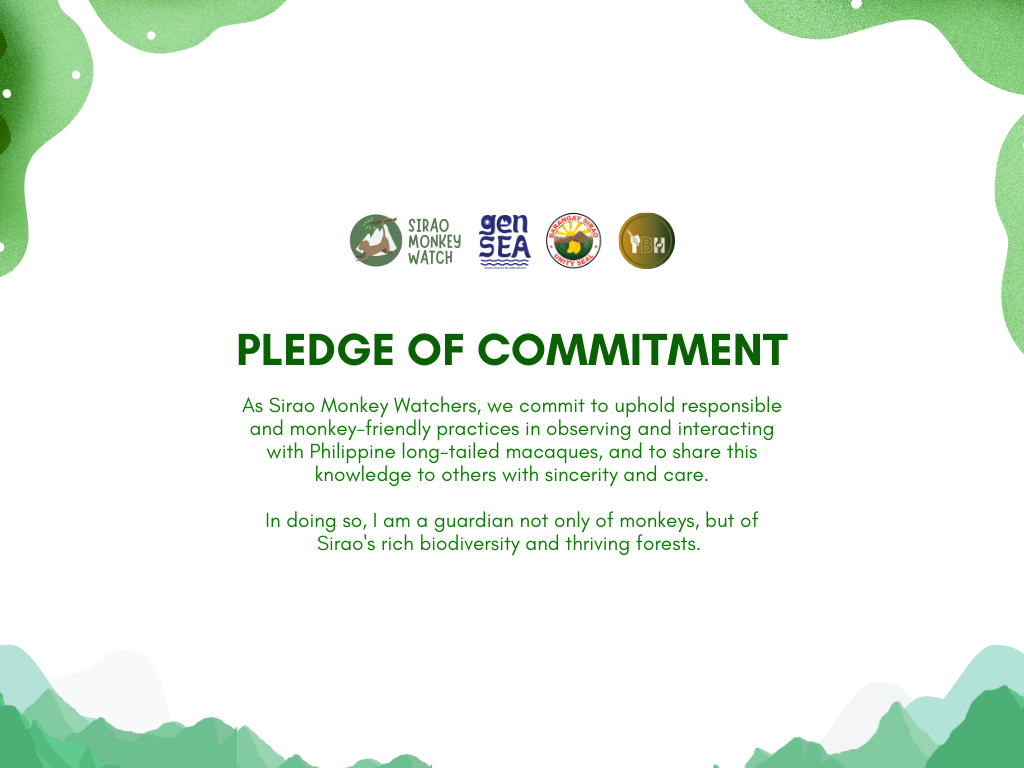 SIRAO
MONKEY
WATCH
gen
SEA
BARANGAY SIRAO
UNITY SEAL
YBH
PLEDGE OF COMMITMENT
As Sirao Monkey Watchers, we commit to uphold responsible
and monkey-friendly practices in observing and interacting
with Philippine long-tailed macaques, and to share this
knowledge to others with sincerity and care.
In doing so, I am a guardian not only of monkeys, but of
Sirao's rich biodiversity and thriving forests.